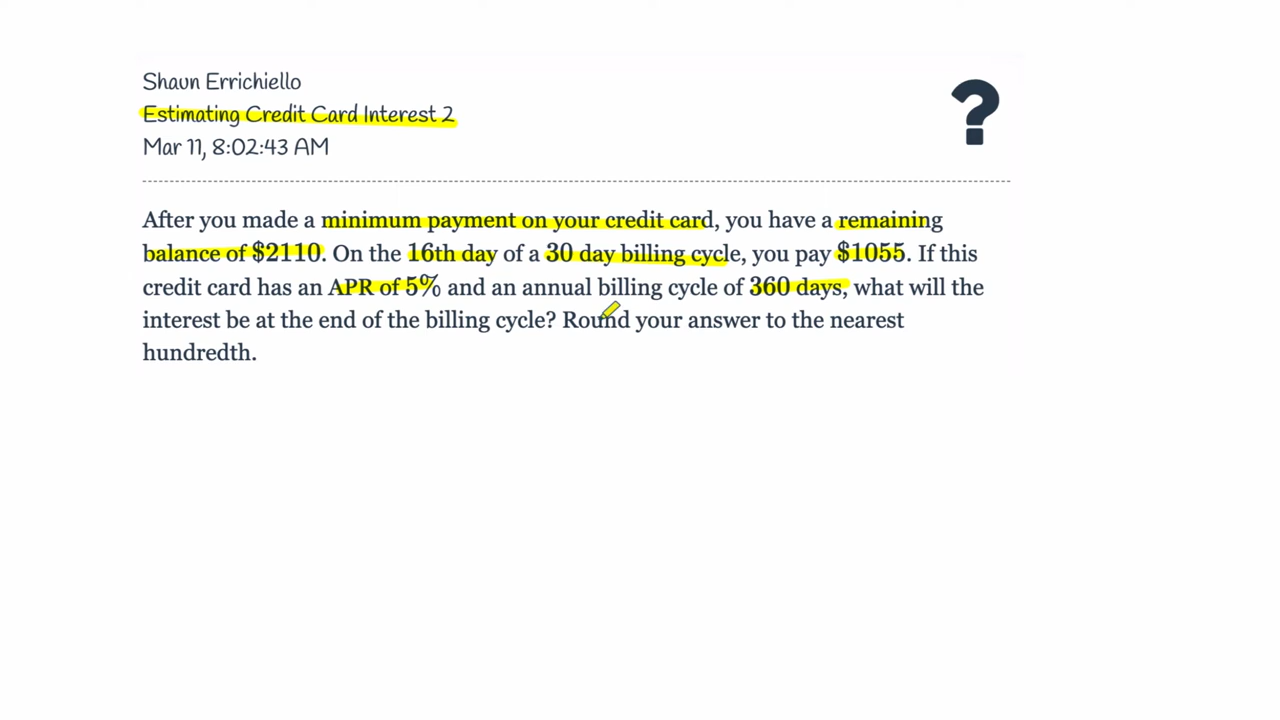 Shaun Errichiello
Estimating Credit Card Interest 2
Mar 11, 8:02:43 AM
?
After you made a minimum payment on your credit card, you have a remaining
balance of $2110. On the 16th day of a 30 day billing cycle, you pay $1055. If this
credit card has an APR of 5% and an annual billing cycle of 360 days, what will the
interest be at the end of the billing cycle? Round your answer to the nearest
hundredth.